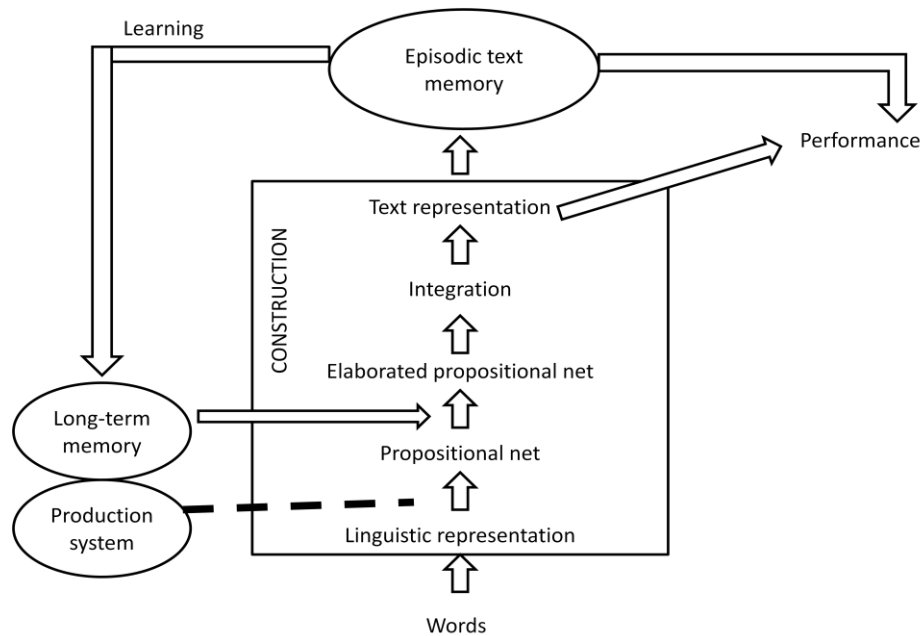 Learning
Episodic text
memory
Performance
Text representation
CONSTRUCTION
Integration
Elaborated propositional net
Long-term
memory
Propositional net
Production
system
Linguistic representation
Words